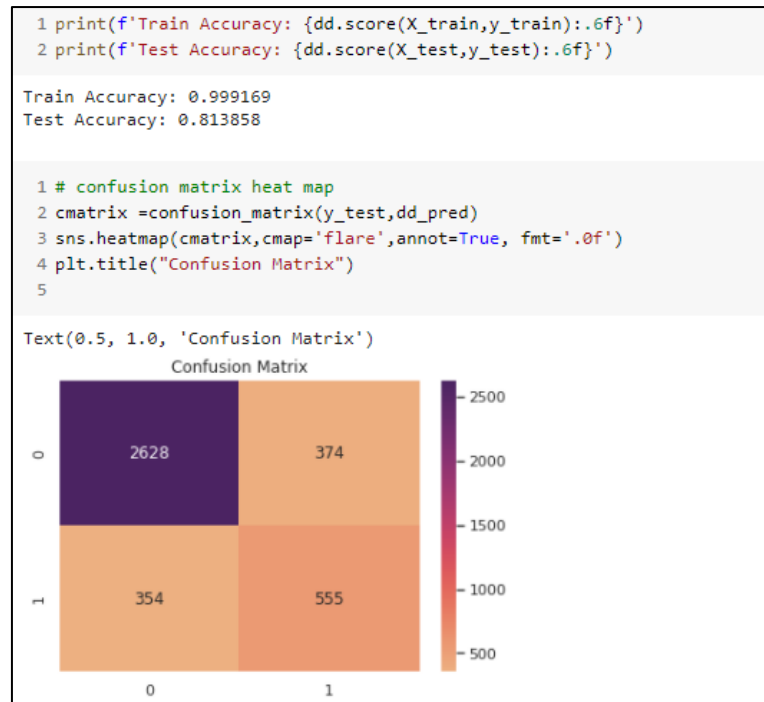 1 print(f'Train Accuracy: {dd.score(X_train,y_train):.6f}')
2 print(f'Test Accuracy: {dd.score(X_test,y_test):.6f}')
Train Accuracy: 0.999169
Test Accuracy: 0.813858
1 # confusion matrix heat map
2 cmatrix =confusion_matrix(y_test,dd_pred)
3 sns.heatmap(cmatrix,cmap='flare',annot=True, fmt='.0f')
4 plt.title("Confusion Matrix")
5
Text(0.5, 1.0, 'Confusion Matrix')
Confusion Matrix
2500
0 2628 374
2000
1500
1000
1 354 555
500
0 1